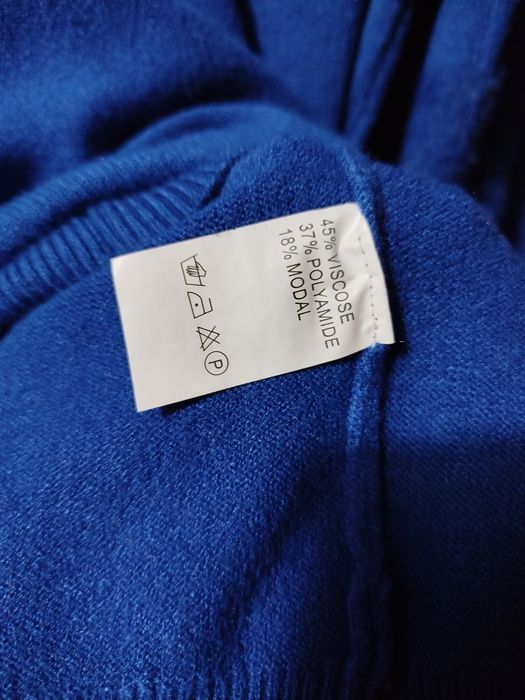 45% VISCOSE
37% POLYAMIDE
18% MODAL
P